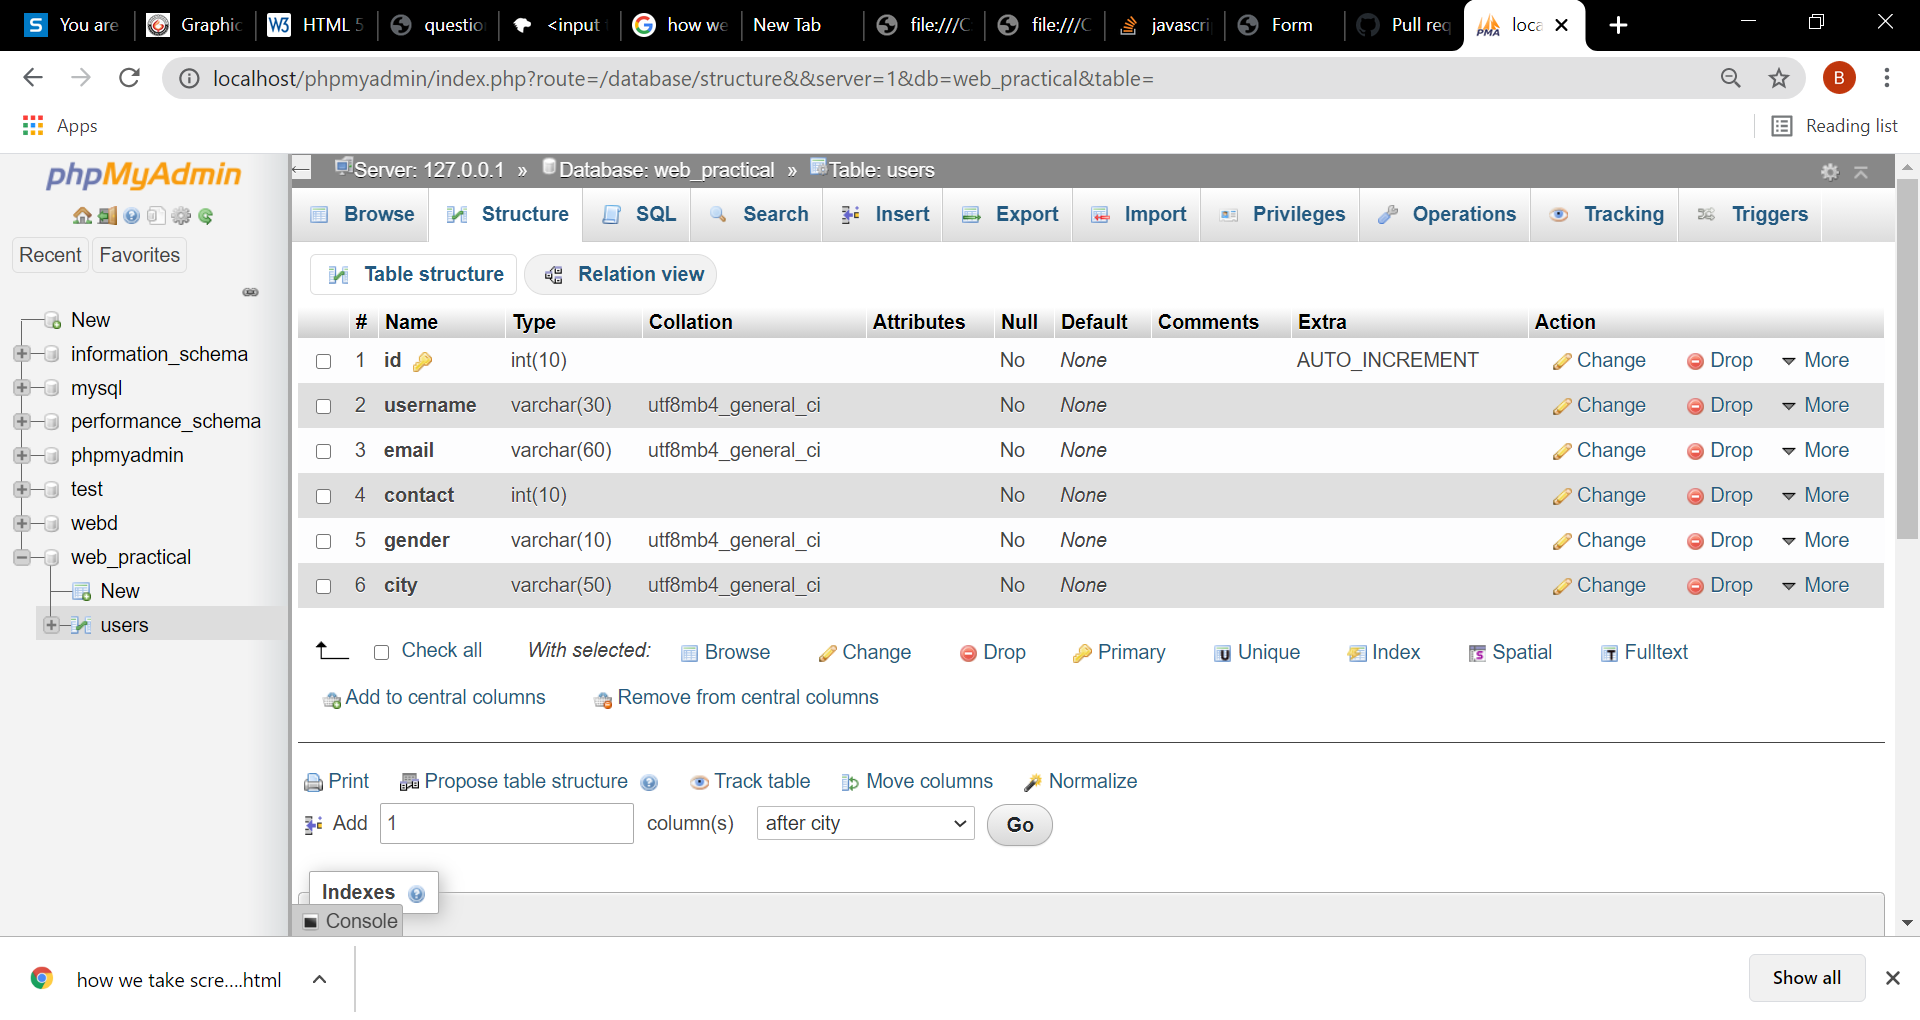 You are
Graphic
HTML 5
questio
<input
how we
New Tab
file:///C
file:///C
javascri
Form
Pull req
loca
localhost/phpmyadmin/index.php?route=/database/structure&&server=1&db=web_practical&table=
B
Apps
Reading list
phpMyAdmin
Recent Favorites
New
information_schema
mysql
performance_schema
phpmyadmin
test
webd
web_practical
New
users
Server: 127.0.0.1 » Database: web_practical » Table: users
Browse Structure SQL Search Insert Export Import Privileges Operations Tracking Triggers
Table structure Relation view
# Name Type Collation Attributes Null Default Comments Extra Action
1 id int(10) No None AUTO_INCREMENT Change Drop More
2 username varchar(30) utf8mb4_general_ci No None Change Drop More
3 email varchar(60) utf8mb4_general_ci No None Change Drop More
4 contact int(10) No None Change Drop More
5 gender varchar(10) utf8mb4_general_ci No None Change Drop More
6 city varchar(50) utf8mb4_general_ci No None Change Drop More
Check all With selected: Browse Change Drop Primary Unique Index Spatial Fulltext
Add to central columns Remove from central columns
Print Propose table structure Track table Move columns Normalize
Add 1 column(s) after city Go
Indexes
Console
how we take scre....html
Show all